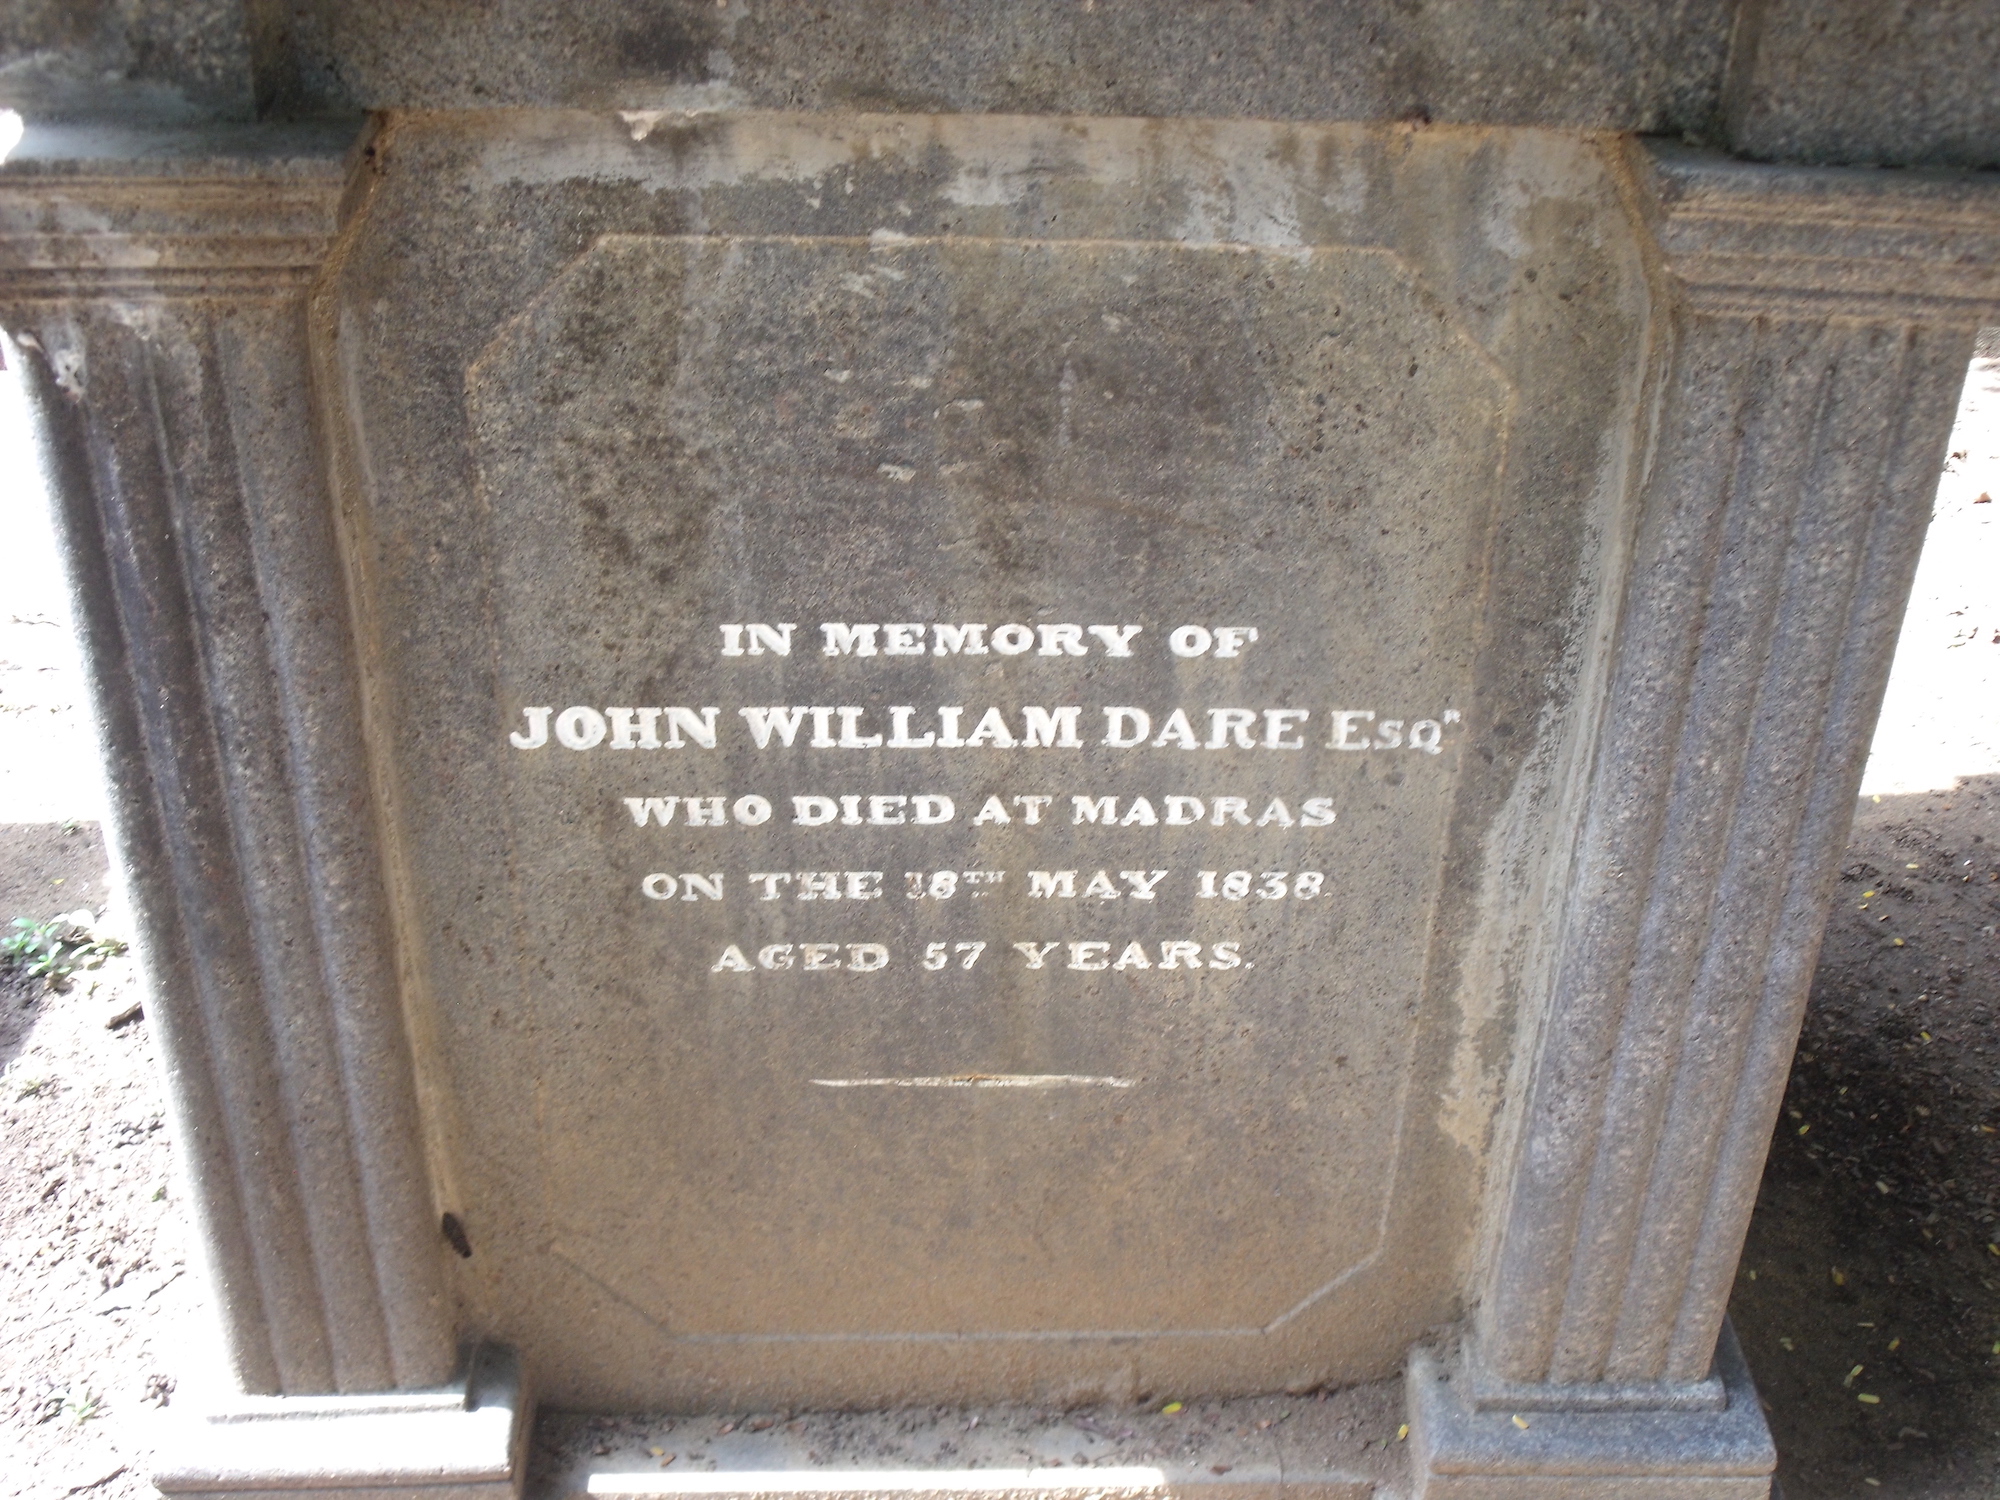 IN MEMORY OF
JOHN WILLIAM DARE ESQR
WHO DIED AT MADRAS
ON THE 18TH MAY 1838.
AGED 57 YEARS.